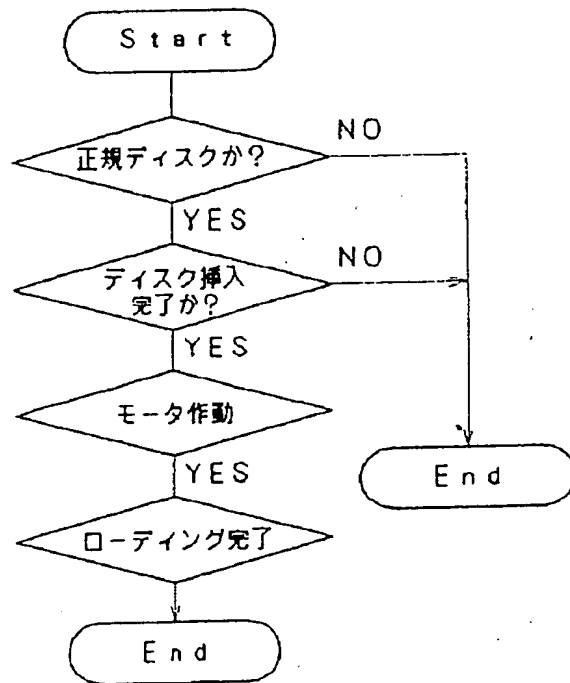 Start
正規ディスクか?
NO
YES
ディスク挿入
完了か?
NO
YES
モータ作動
YES
ローディング完了
End
End